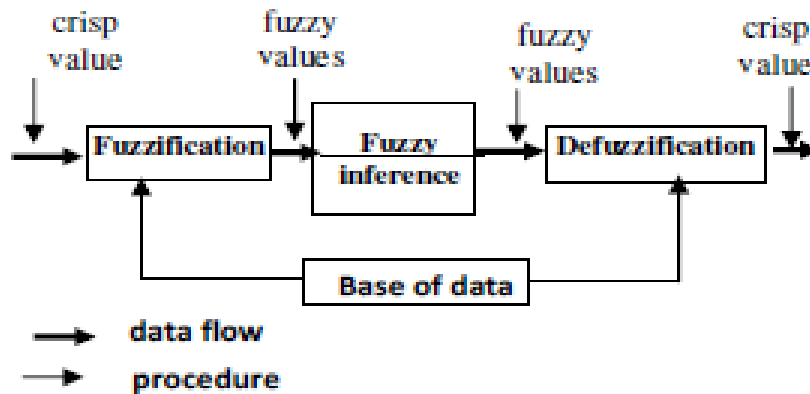 crisp
value
fuzzy
values
fuzzy
values
crisp
value
Fuzzification
Fuzzy
inference
Defuzzification
Base of data
data flow
procedure